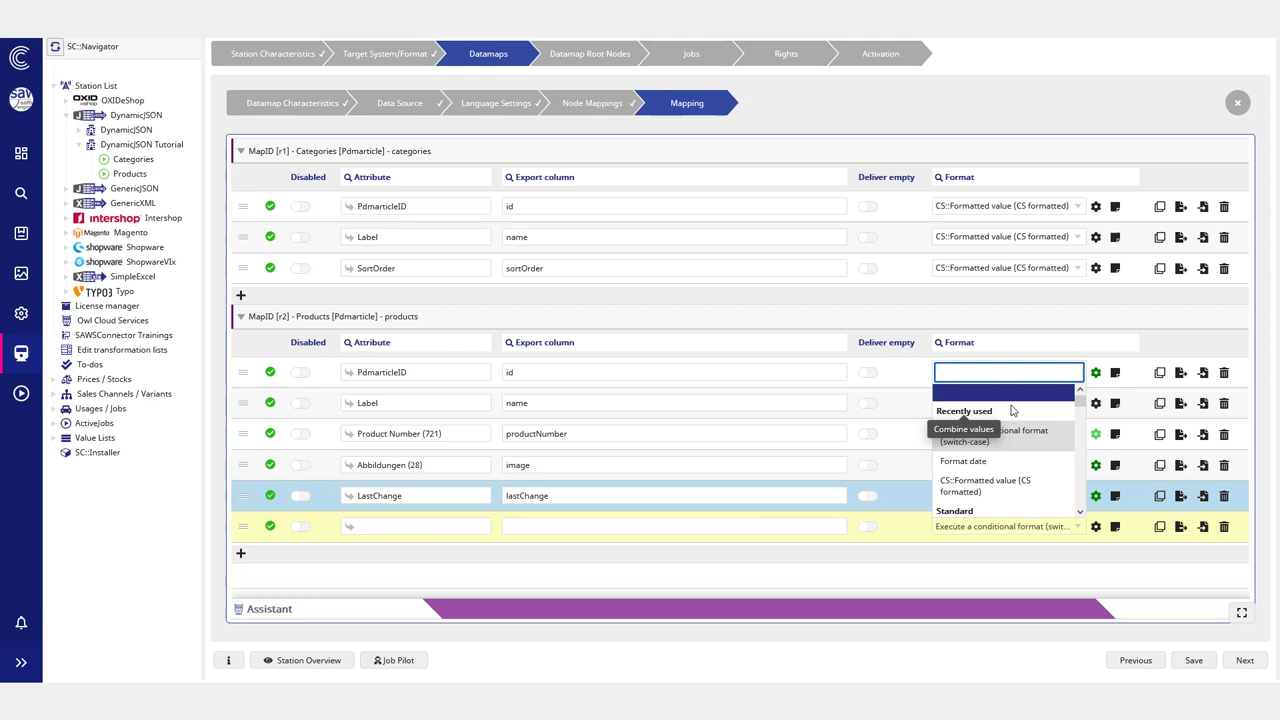 SC::Navigator
Station List
OXID eShop OXIDeShop
DynamicJSON
DynamicJSON
DynamicJSON Tutorial
Categories
Products
GenericJSON
GenericXML
intershop Intershop
Magento Magento
shopware Shopware
shopware ShopwareVIx
SimpleExcel
TYPO3 Typo
License manager
Owl Cloud Services
SAWSConnector Trainings
Edit transformation lists
To-dos
Prices / Stocks
Sales Channels / Variants
Usages / Jobs
ActiveJobs
Value Lists
SC::Installer
Station Characteristics Target System/Format Datamaps Datamap Root Nodes Jobs Rights Activation
Datamap Characteristics Data Source Language Settings Node Mappings Mapping
MapID [r1] - Categories [Pdmarticle] - categories
Disabled Attribute Export column Deliver empty Format
PdmarticleID id CS::Formatted value (CS formatted)
Label name CS::Formatted value (CS formatted)
SortOrder sortOrder CS::Formatted value (CS formatted)
MapID [r2] - Products [Pdmarticle] - products
Disabled Attribute Export column Deliver empty Format
PdmarticleID id
Label name
Product Number (721) productNumber
Abbildungen (28) image
LastChange lastChange
Recently used
Combine values
tional format
(switch-case)
Format date
CS::Formatted value (CS
formatted)
Standard
Execute a conditional format (swit...
Assistant
i Station Overview Job Pilot Previous Save Next